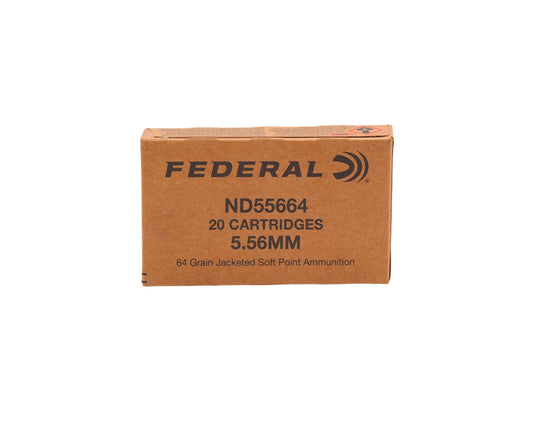 FEDERAL
ND55664
20 CARTRIDGES
5.56MM
64 Grain Jacketed Soft Point Ammunition